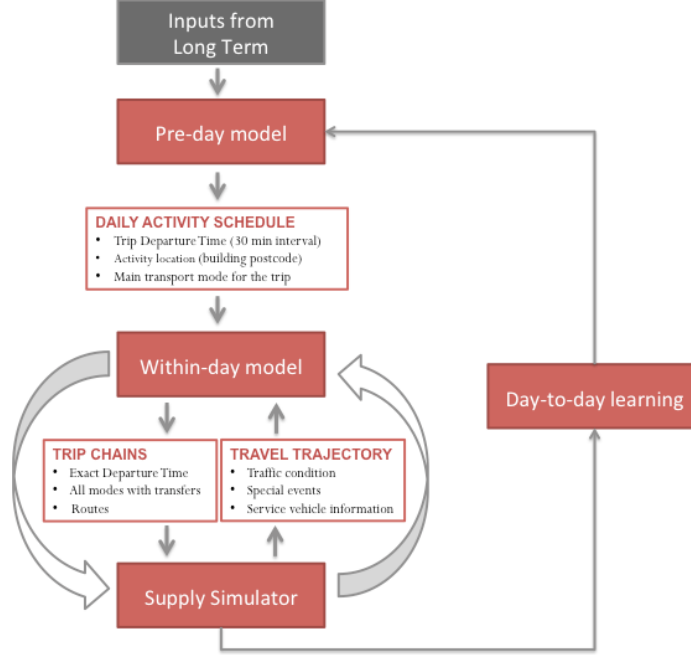 Inputs from
Long Term
Pre-day model
DAILY ACTIVITY SCHEDULE
• Trip Departure Time (30 min interval)
• Activity location (building postcode)
• Main transport mode for the trip
Within-day model
Day-to-day learning
TRIP CHAINS
• Exact Departure Time
• All modes with transfers
• Routes
TRAVEL TRAJECTORY
• Traffic condition
• Special events
• Service vehicle information
Supply Simulator